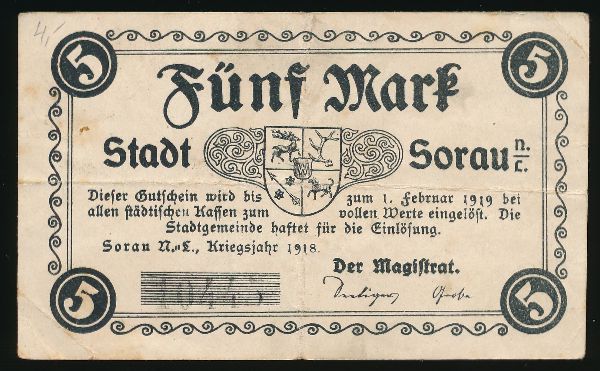 4,-
5 5
Fünf Mark
Stadt Sorau n./L.
Dieser Gutschein wird bis zum 1. Februar 1919 bei
allen städtischen Kassen zum vollen Werte eingelöst. Die
Stadtgemeinde haftet für die Einlösung.
Sorau N.-L., Kriegsjahr 1918.
Der Magistrat.
5 5